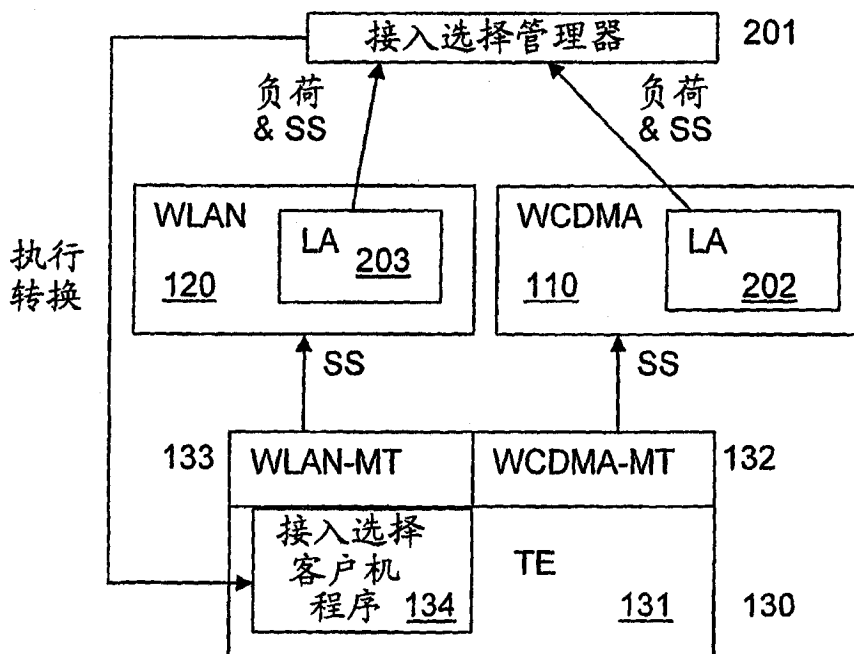 接入选择管理器
201
负荷
& SS
负荷
& SS
WLAN
LA
203
120
WCDMA
LA
202
110
执行
转换
SS
SS
133
WLAN-MT
WCDMA-MT
132
接入选择
客户机
程序 134
TE
131
130